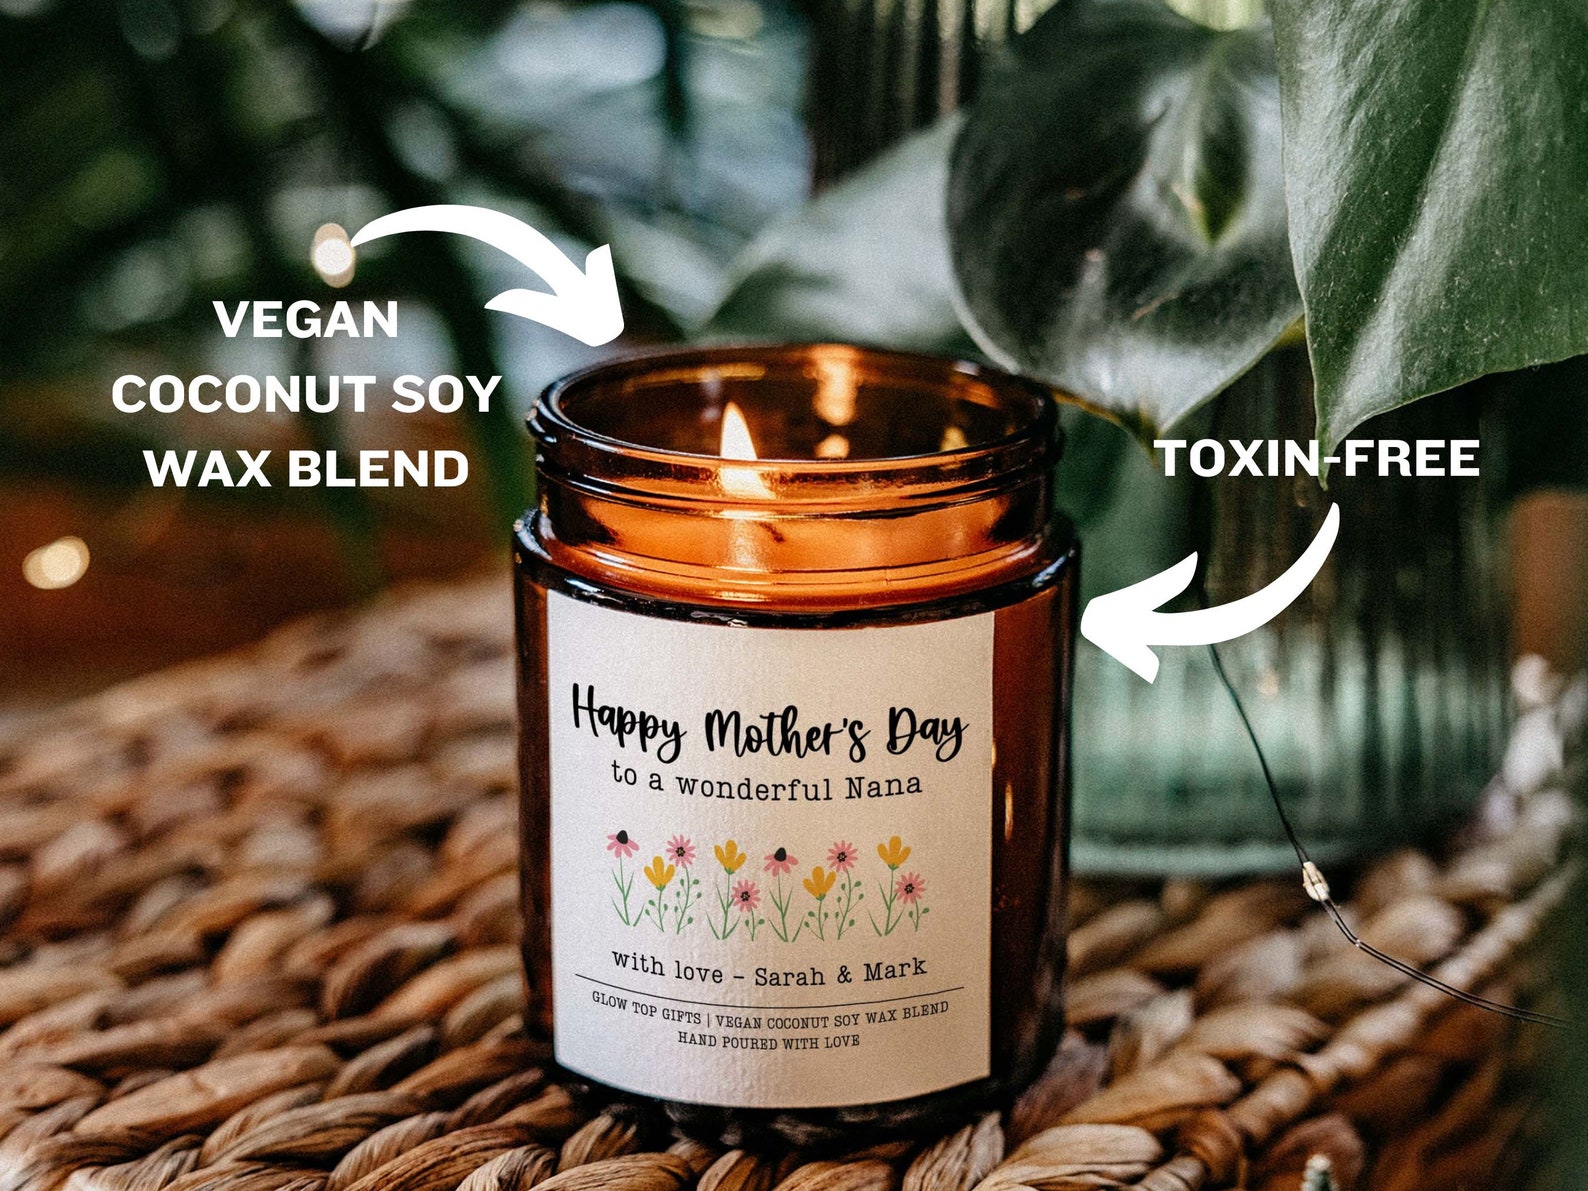 VEGAN
COCONUT SOY
WAX BLEND
TOXIN-FREE
Happy Mother's Day
to a wonderful Nana
with love – Sarah & Mark
GLOW TOP GIFTS | VEGAN COCONUT SOY WAX BLEND
HAND POURED WITH LOVE